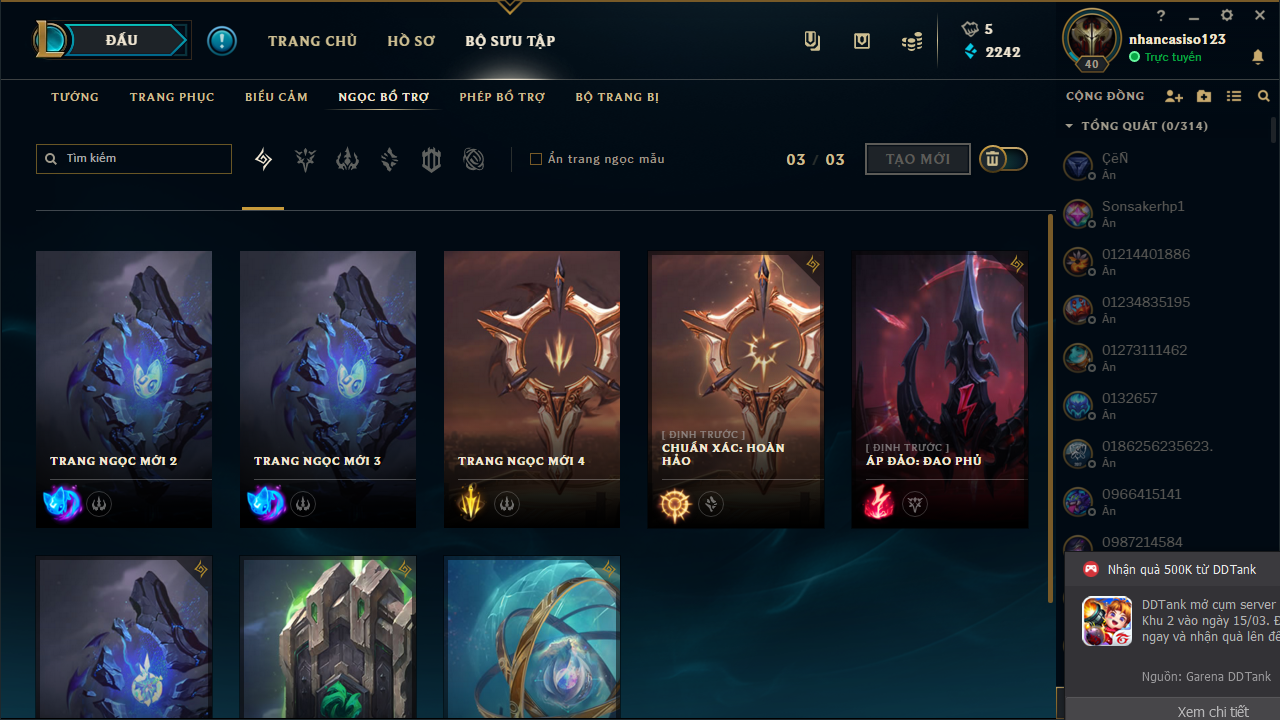 ĐẤU
TRANG CHỦ
HỒ SƠ
BỘ SƯU TẬP
5
2242
?
nhancasiso123
Trực tuyến
40
TƯỚNG
TRANG PHỤC
BIỂU CẢM
NGỌC BỔ TRỢ
PHÉP BỔ TRỢ
BỘ TRANG BỊ
CỘNG ĐỒNG
Tìm kiếm
Ẩn trang ngọc mẫu
03 / 03
TẠO MỚI
TỔNG QUÁT (0/314)
ÇëÑ
Ẩn
Sonsakerhp1
Ẩn
01214401886
Ẩn
01234835195
Ẩn
01273111462
Ẩn
0132657
Ẩn
0186256235623.
Ẩn
0966415141
Ẩn
0987214584
TRANG NGỌC MỚI 2
TRANG NGỌC MỚI 3
TRANG NGỌC MỚI 4
[ ĐỊNH TRƯỚC ]
CHUẨN XÁC: HOÀN
HẢO
[ ĐỊNH TRƯỚC ]
ÁP ĐẢO: ĐAO PHỦ
Nhận quà 500K từ DDTank
DDTank mở cụm server
Khu 2 vào ngày 15/03. Đ
ngay và nhận quà lên đế
Nguồn: Garena DDTank
Xem chi tiết